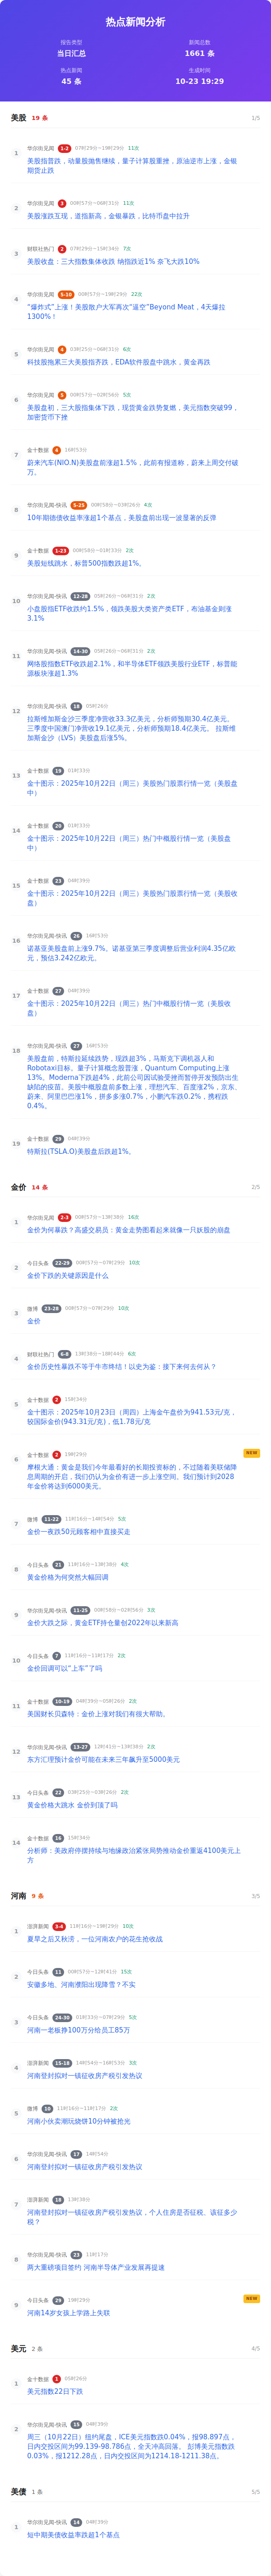 热点新闻分析
报告类型
新闻总数
当日汇总
1661 条
热点新闻
生成时间
45 条
10-23 19:29
美股 19 条 1/5
1 华尔街见闻 1-2 07时29分~19时29分 11次
美股指普跌，动量股抛售继续，量子计算股重挫，原油逆市上涨，金银
期货止跌
2 华尔街见闻 3 00时57分~06时31分 11次
美股涨跌互现，道指新高，金银暴跌，比特币盘中拉升
3 财联社热门 2 07时29分~15时34分 7次
美股收盘：三大指数集体收跌 纳指跌近1% 奈飞大跌10%
4 华尔街见闻 5-10 00时57分~19时29分 22次
“爆炸式”上涨！美股散户大军再次“逼空”Beyond Meat，4天爆拉
1300%！
5 华尔街见闻 4 03时25分~06时31分 6次
科技股拖累三大美股指齐跌，EDA软件股盘中跳水，黄金再跌
6 华尔街见闻 5 00时57分~02时56分 5次
美股盘初，三大股指集体下跌，现货黄金跌势复燃，美元指数突破99，
加密货币下挫
7 金十数据 4 16时53分
蔚来汽车(NIO.N)美股盘前涨超1.5%，此前有报道称，蔚来上周交付破
万。
8 华尔街见闻-快讯 5-25 00时58分~03时26分 4次
10年期德债收益率涨超1个基点，美股盘前出现一波显著的反弹
9 金十数据 1-23 00时58分~01时33分 2次
美股短线跳水，标普500指数跌超1%。
10 华尔街见闻-快讯 12-28 05时26分~06时31分 2次
小盘股指ETF收跌约1.5%，领跌美股大类资产类ETF，布油基金则涨
3.1%
11 华尔街见闻-快讯 14-30 05时26分~06时31分 2次
网络股指数ETF收跌超2.1%，和半导体ETF领跌美股行业ETF，标普能
源板块涨超1.3%
12 华尔街见闻-快讯 18 05时26分
拉斯维加斯金沙三季度净营收33.3亿美元，分析师预期30.4亿美元。
三季度中国澳门净营收19.1亿美元，分析师预期18.4亿美元。 拉斯维
加斯金沙（LVS）美股盘后涨5%。
13 金十数据 19 01时33分
金十图示：2025年10月22日（周三）美股热门股票行情一览（美股盘
中）
14 金十数据 20 01时33分
金十图示：2025年10月22日（周三）热门中概股行情一览（美股盘
中）
15 金十数据 23 04时39分
金十图示：2025年10月22日（周三）美股热门股票行情一览（美股收
盘）
16 华尔街见闻-快讯 26 16时53分
诺基亚美股盘前上涨9.7%。诺基亚第三季度调整后营业利润4.35亿欧
元，预估3.242亿欧元。
17 金十数据 27 04时39分
金十图示：2025年10月22日（周三）热门中概股行情一览（美股收
盘）
18 华尔街见闻-快讯 27 16时53分
美股盘前，特斯拉延续跌势，现跌超3%，马斯克下调机器人和
Robotaxi目标。量子计算概念股普涨，Quantum Computing上涨
13%。Moderna下跌超4%，此前公司因试验受挫而暂停开发预防出生
缺陷的疫苗。美股中概股盘前多数上涨，理想汽车、百度涨2%，京东、
蔚来、阿里巴巴涨1%，拼多多涨0.7%，小鹏汽车跌0.2%，携程跌
0.4%。
19 金十数据 29 04时39分
特斯拉(TSLA.O)美股盘后跌超1%。
金价 14 条 2/5
1 华尔街见闻 2-3 00时57分~13时38分 16次
金价为何暴跌？高盛交易员：黄金走势图看起来就像一只妖股的崩盘
2 今日头条 22-29 00时57分~07时29分 10次
金价下跌的关键原因是什么
3 微博 23-28 00时57分~07时29分 10次
金价
4 财联社热门 6-8 13时38分~18时44分 6次
金价历史性暴跌不等于牛市终结！以史为鉴：接下来何去何从？
5 金十数据 2 15时34分
金十图示：2025年10月23日（周四）上海金午盘价为941.53元/克，
较国际金价(943.31元/克)，低1.78元/克
6 金十数据 2 19时29分 NEW
摩根大通：黄金是我们今年最看好的长期投资标的，不过随着美联储降
息周期的开启，我们仍认为金价有进一步上涨空间。我们预计到2028
年金价将达到6000美元。
7 微博 11-22 11时16分~14时54分 5次
金价一夜跌50元顾客相中直接买走
8 今日头条 21 11时16分~13时38分 4次
黄金价格为何突然大幅回调
9 华尔街见闻-快讯 11-25 00时58分~02时56分 3次
金价大跌之际，黄金ETF持仓量创2022年以来新高
10 今日头条 7 11时16分~11时17分 2次
金价回调可以“上车”了吗
11 金十数据 10-19 04时39分~05时26分 2次
美国财长贝森特：金价上涨对我们有很大帮助。
12 华尔街见闻-快讯 13-27 12时41分~13时38分 2次
东方汇理预计金价可能在未来三年飙升至5000美元
13 今日头条 22 03时25分~03时26分 2次
黄金价格大跳水 金价到顶了吗
14 金十数据 16 15时34分
分析师：美政府停摆持续与地缘政治紧张局势推动金价重返4100美元上
方
河南 9 条 3/5
1 澎湃新闻 3-4 11时16分~19时29分 10次
夏旱之后又秋涝，一位河南农户的花生抢收战
2 今日头条 11 00时57分~12时41分 15次
安徽多地、河南濮阳出现降雪？不实
3 今日头条 24-30 01时33分~07时29分 5次
河南一老板挣100万分给员工85万
4 澎湃新闻 15-18 14时54分~16时53分 3次
河南登封拟对一镇征收房产税引发热议
5 微博 10 11时16分~11时17分 2次
河南小伙卖潮玩烧饼10分钟被抢光
6 华尔街见闻-快讯 17 14时54分
河南登封拟对一镇征收房产税引发热议
7 澎湃新闻 18 13时38分
河南登封拟对一镇征收房产税引发热议，个人住房是否征税、该征多少
税？
8 华尔街见闻-快讯 23 11时17分
两大重磅项目签约 河南半导体产业发展再提速
9 今日头条 29 19时29分 NEW
河南14岁女孩上学路上失联
美元 2 条 4/5
1 金十数据 1 05时26分
美元指数22日下跌
2 华尔街见闻-快讯 15 04时39分
周三（10月22日）纽约尾盘，ICE美元指数跌0.04%，报98.897点，
日内交投区间为99.139-98.786点，全天冲高回落。 彭博美元指数跌
0.03%，报1212.28点，日内交投区间为1214.18-1211.38点。
美债 1 条 5/5
1 华尔街见闻-快讯 14 04时39分
短中期美债收益率跌超1个基点